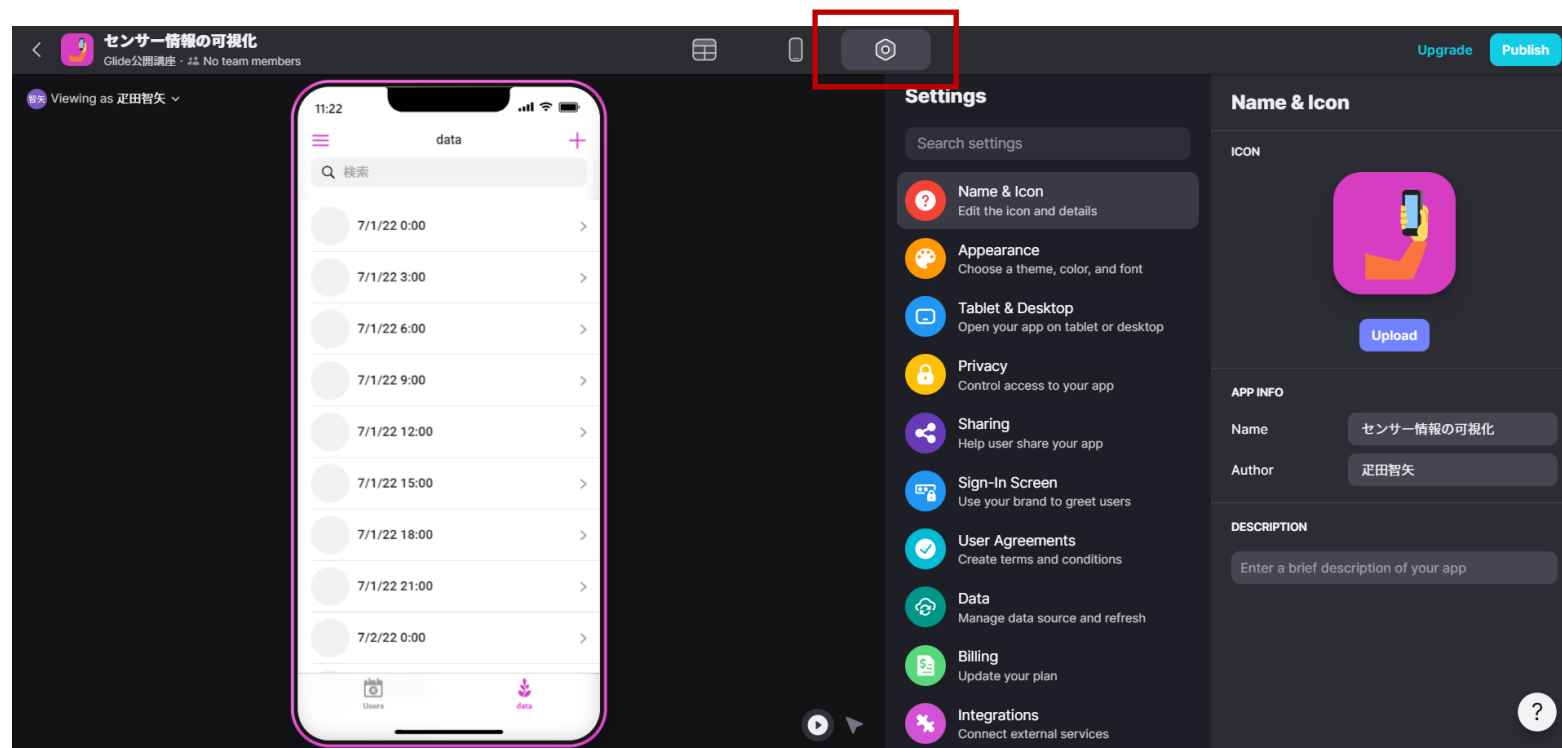 センサー情報の可視化
Glide公開講座 · No team members
Upgrade
Publish
智矢 Viewing as 疋田智矢
11:22
data
検索
7/1/22 0:00
7/1/22 3:00
7/1/22 6:00
7/1/22 9:00
7/1/22 12:00
7/1/22 15:00
7/1/22 18:00
7/1/22 21:00
7/2/22 0:00
Users
data
Settings
Search settings
Name & Icon
Edit the icon and details
Appearance
Choose a theme, color, and font
Tablet & Desktop
Open your app on tablet or desktop
Privacy
Control access to your app
Sharing
Help user share your app
Sign-In Screen
Use your brand to greet users
User Agreements
Create terms and conditions
Data
Manage data source and refresh
Billing
Update your plan
Integrations
Connect external services
Name & Icon
ICON
Upload
APP INFO
Name センサー情報の可視化
Author 疋田智矢
DESCRIPTION
Enter a brief description of your app
?